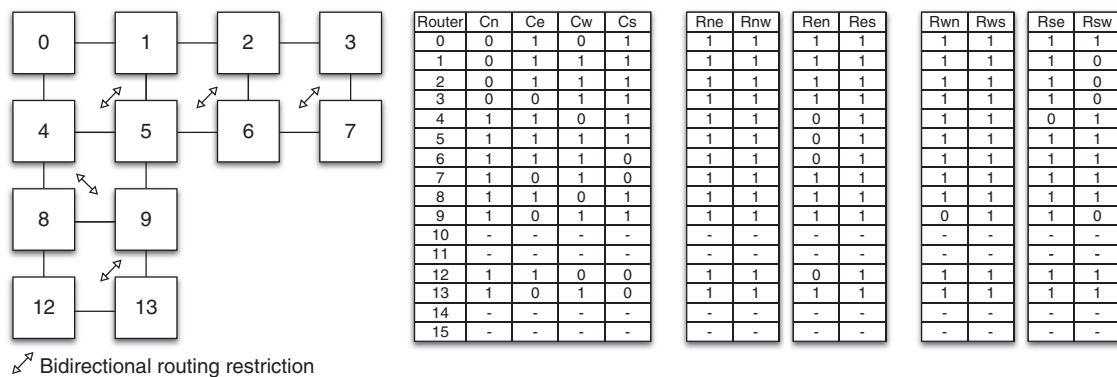 0 1 2 3
4 5 6 7
8 9
12 13
Bidirectional routing restriction
Router Cn Ce Cw Cs Rne Rnw Ren Res Rwn Rws Rse Rsw
0 0 1 0 1 1 1 1 1 1 1 1 1
1 0 1 1 1 1 1 1 1 1 1 1 0
2 0 1 1 1 1 1 1 1 1 1 1 0
3 0 0 1 1 1 1 1 1 1 1 1 0
4 1 1 0 1 1 1 0 1 1 1 0 1
5 1 1 1 1 1 1 0 1 1 1 1 1
6 1 1 1 0 1 1 0 1 1 1 1 1
7 1 0 1 0 1 1 1 1 1 1 1 1
8 1 1 0 1 1 1 1 1 1 1 1 1
9 1 0 1 1 1 1 1 1 0 1 1 0
10 - - - - - - - - - - - -
11 - - - - - - - - - - - -
12 1 1 0 0 1 1 0 1 1 1 1 1
13 1 0 1 0 1 1 1 1 1 1 1 1
14 - - - - - - - - - - - -
15 - - - - - - - - - - - -